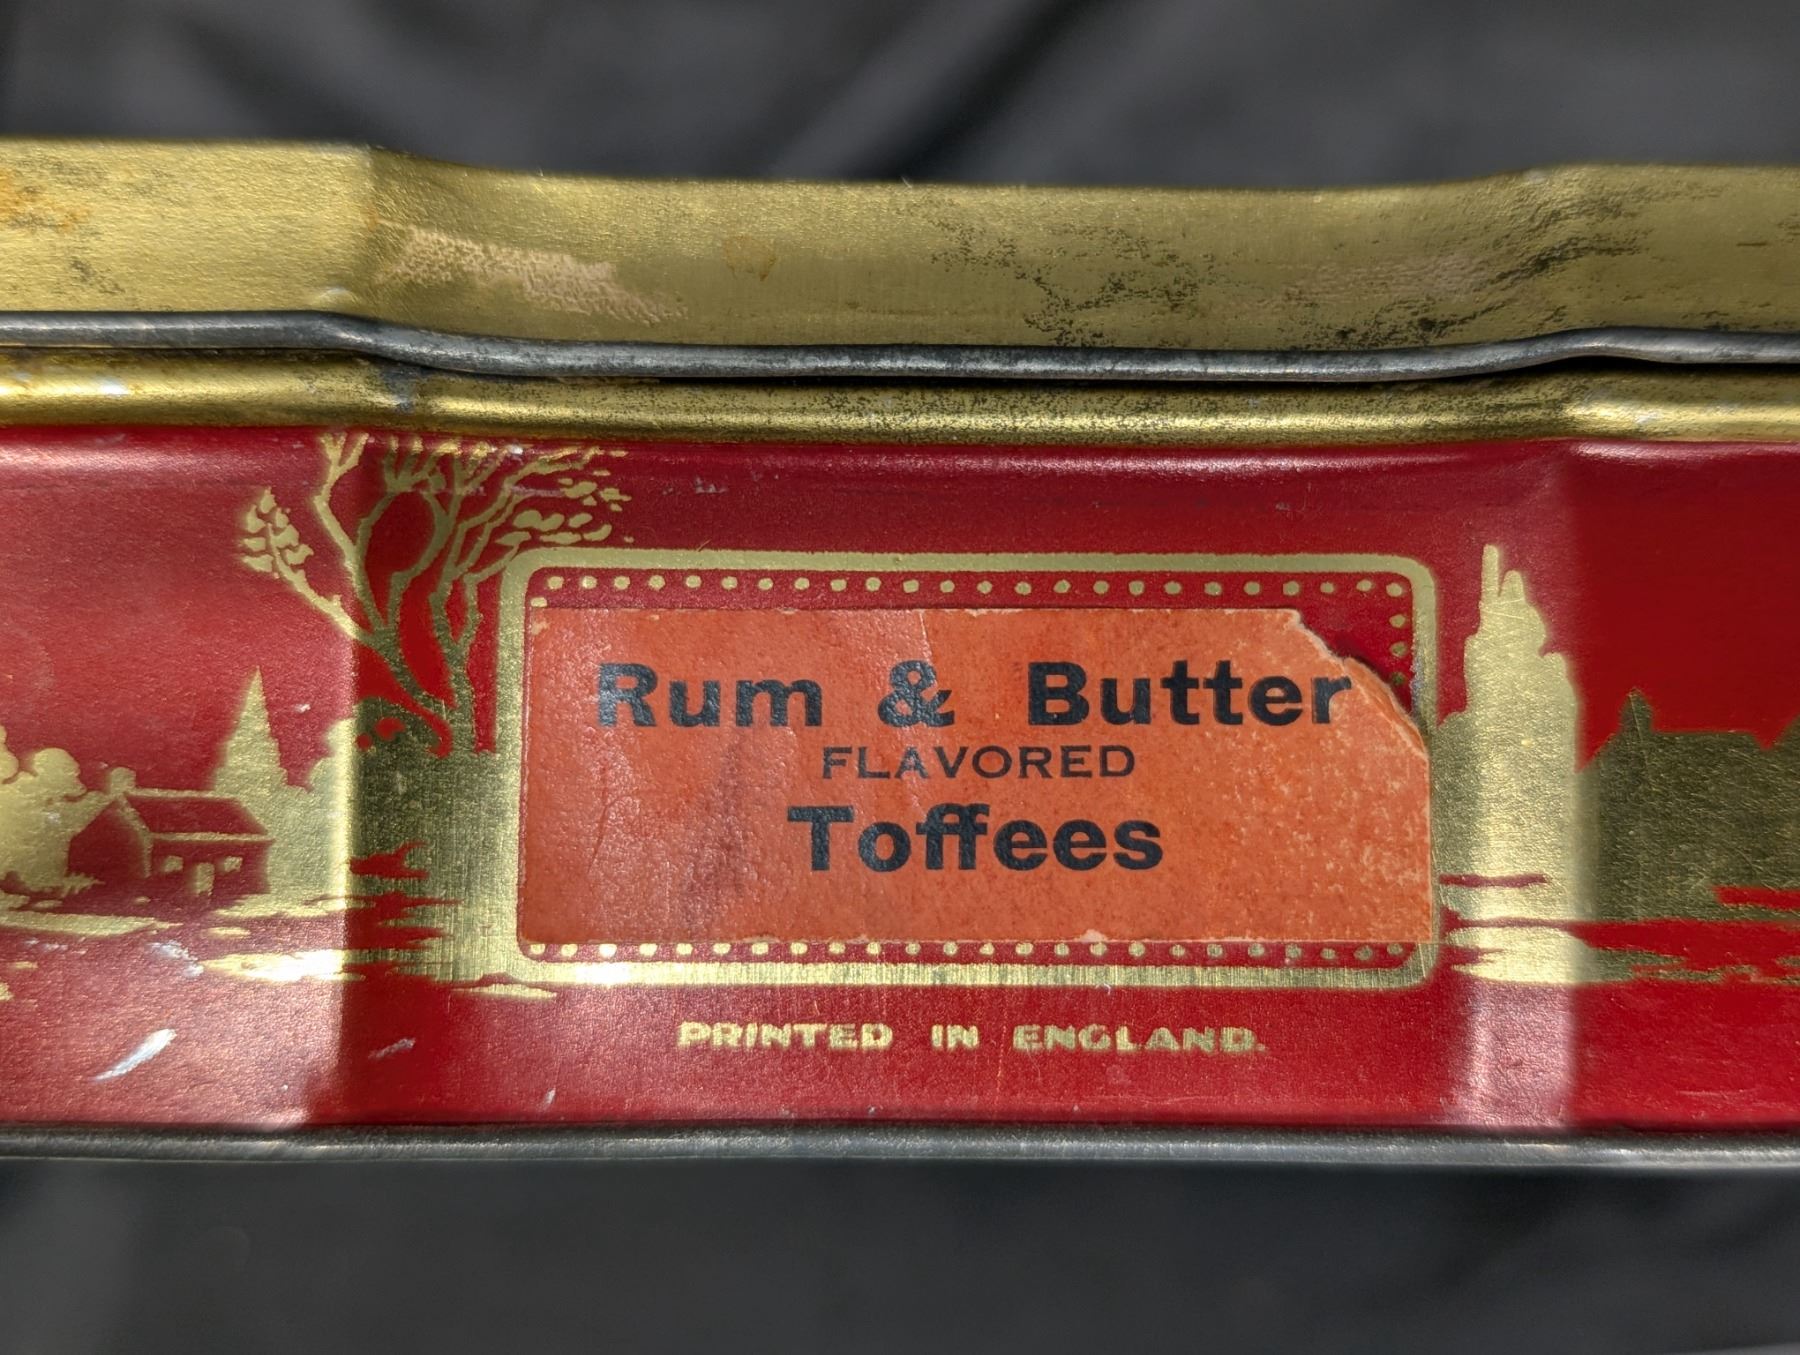 Rum & Butter
FLAVORED
Toffees
PRINTED IN ENGLAND.